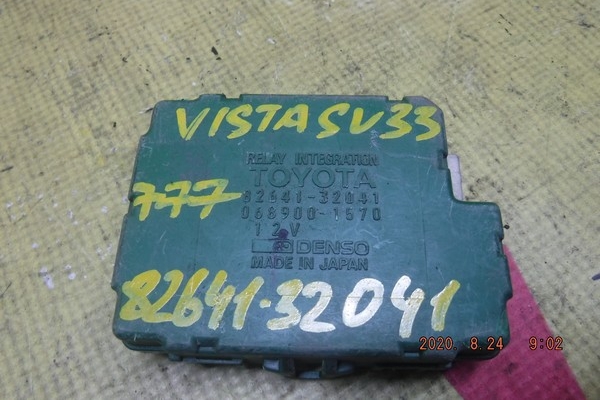 VISTA SV33
RELAY INTEGRATION
TOYOTA
777
82641-32041
068900-1570
12V
DENSO
MADE IN JAPAN
82641-32041
2020. 8.24 9:02